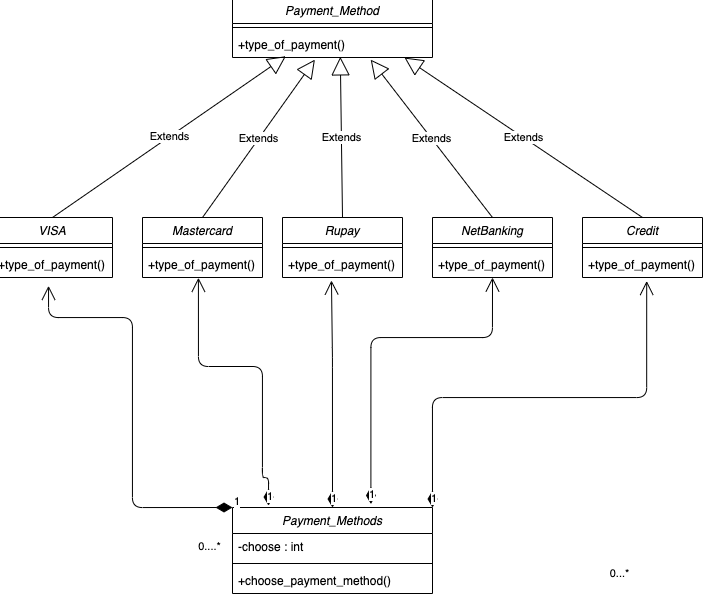 Payment_Method
+type_of_payment()
Extends
Extends
Extends
Extends
Extends
VISA
Mastercard
Rupay
NetBanking
Credit
+type_of_payment()
+type_of_payment()
+type_of_payment()
+type_of_payment()
+type_of_payment()
1
1
1
1
1
Payment_Methods
0....*
-choose : int
0...*
+choose_payment_method()